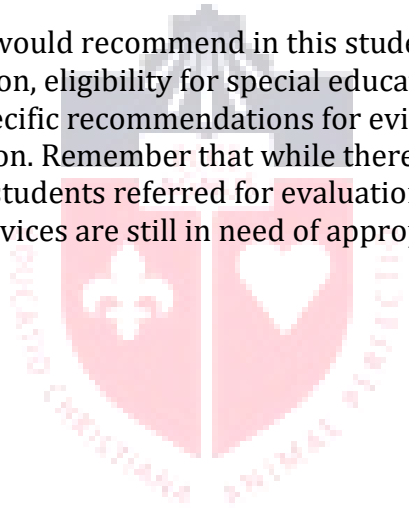 would recommend in this stude
on, eligibility for special educa
ecific recommendations for evi
on. Remember that while there
students referred for evaluation
vices are still in need of approp